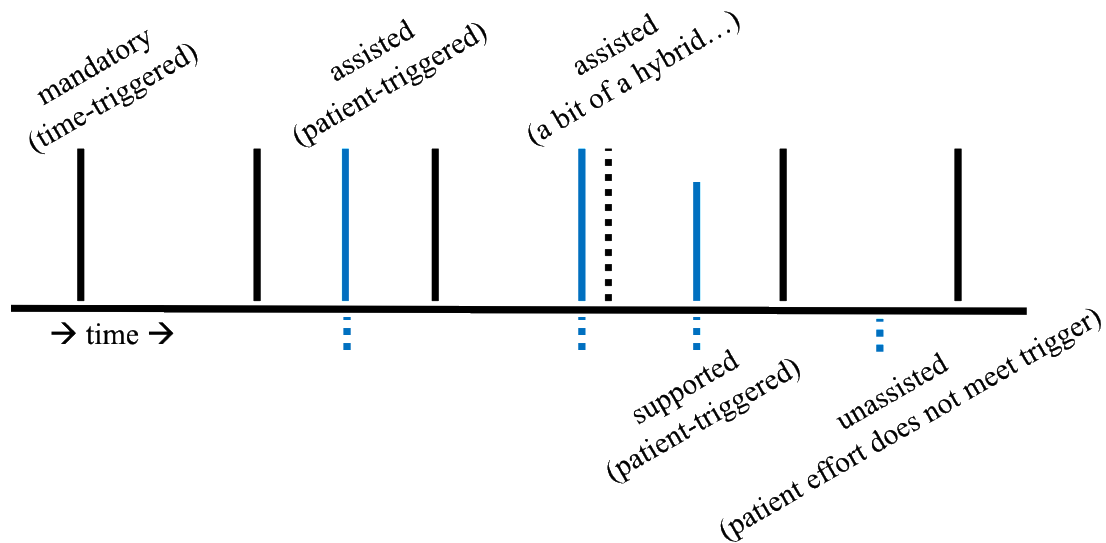 mandatory
(time-triggered)
assisted
(patient-triggered)
assisted
(a bit of a hybrid…)
→ time →
supported
(patient-triggered)
unassisted
(patient effort does not meet trigger)